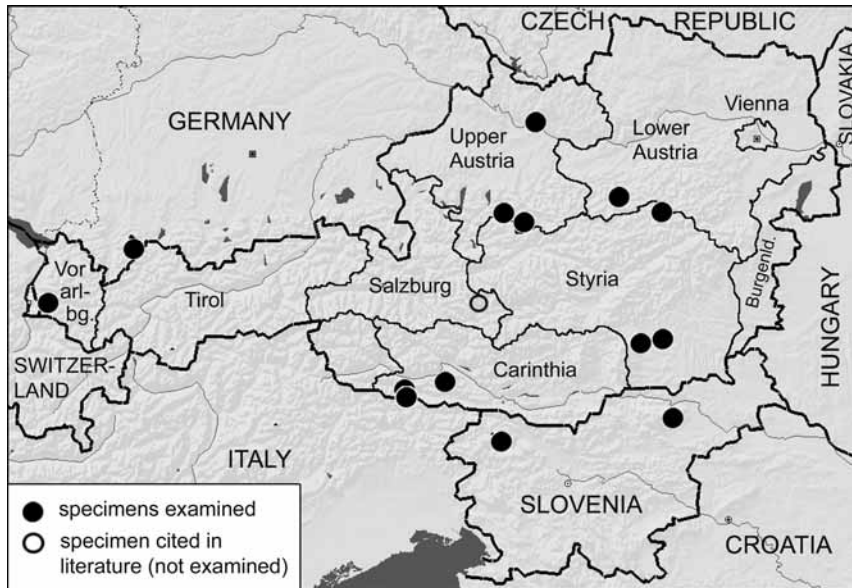 CZECH REPUBLIC
SLOVAKIA
GERMANY
Vienna
Upper
Austria
Lower
Austria
Burgenld.
Vor
arl-
bg.
Tirol
Salzburg
Styria
HUNGARY
SWITZER-
LAND
Carinthia
ITALY
SLOVENIA
CROATIA
specimens examined
specimen cited in
literature (not examined)